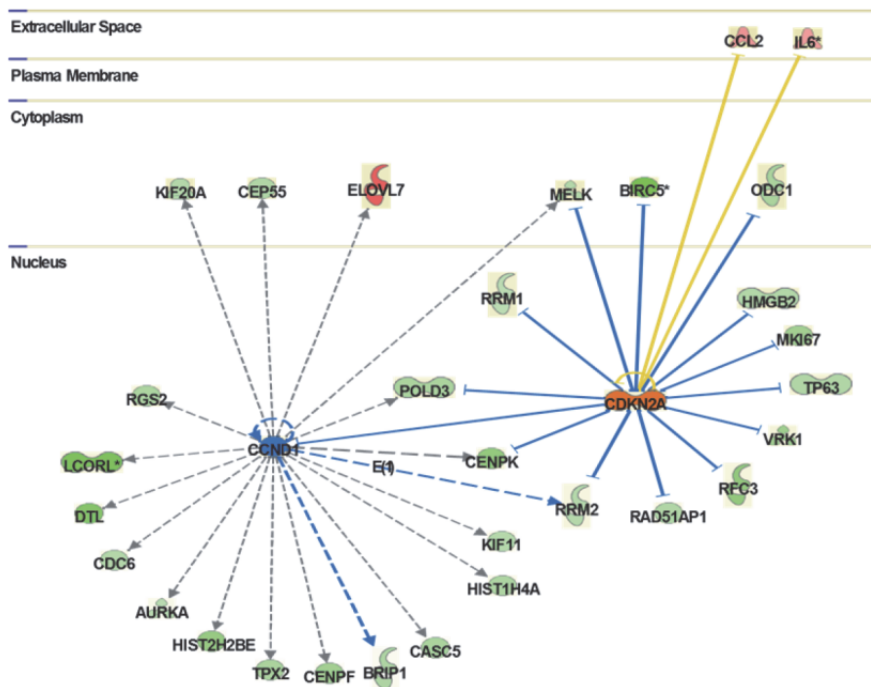 Extracellular Space
CCL2
IL6*
Plasma Membrane
Cytoplasm
KIF20A
CEP55
ELOVL7
MELK
BIRC5*
ODC1
Nucleus
RRM1
HMGB2
MKI67
RGS2
POLD3
CDKN2A
TP63
VRK1
CCND1
LCORL*
E(1)
CENPK
RFC3
DTL
RRM2
RAD51AP1
CDC6
KIF11
AURKA
HIST1H4A
HIST2H2BE
TPX2
CENPF
BRIP1
CASC5